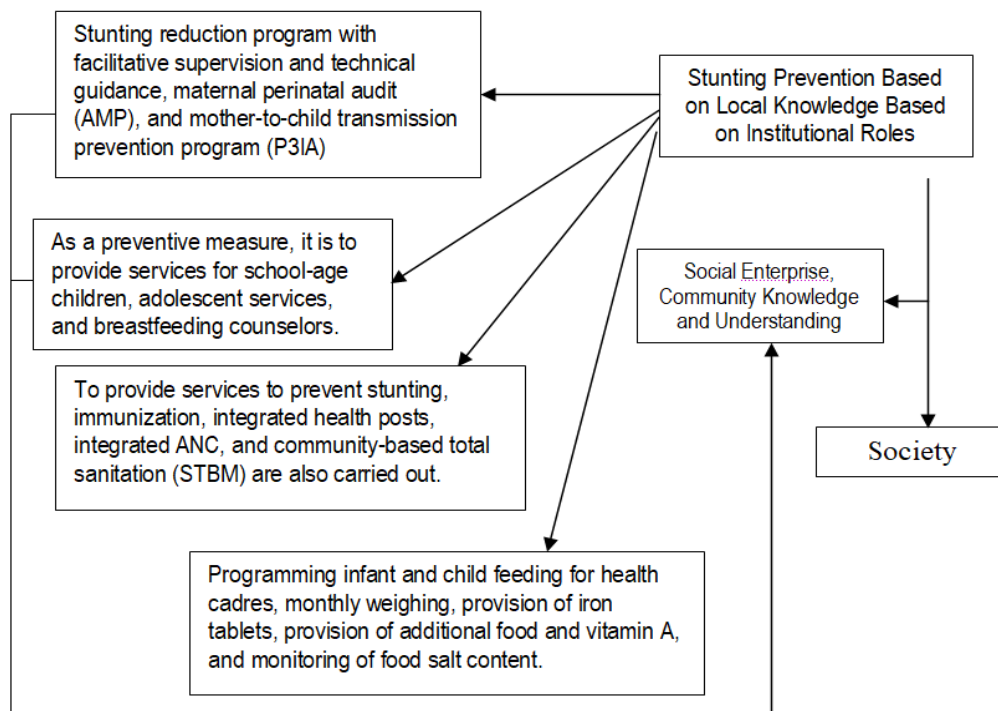 Stunting reduction program with
facilitative supervision and technical
guidance, maternal perinatal audit
(AMP), and mother-to-child transmission
prevention program (P3IA)
Stunting Prevention Based
on Local Knowledge Based
on Institutional Roles
As a preventive measure, it is to
provide services for school-age
children, adolescent services,
and breastfeeding counselors.
Social Enterprise,
Community Knowledge
and Understanding
To provide services to prevent stunting,
immunization, integrated health posts,
integrated ANC, and community-based total
sanitation (STBM) are also carried out.
Society
Programming infant and child feeding for health
cadres, monthly weighing, provision of iron
tablets, provision of additional food and vitamin A,
and monitoring of food salt content.